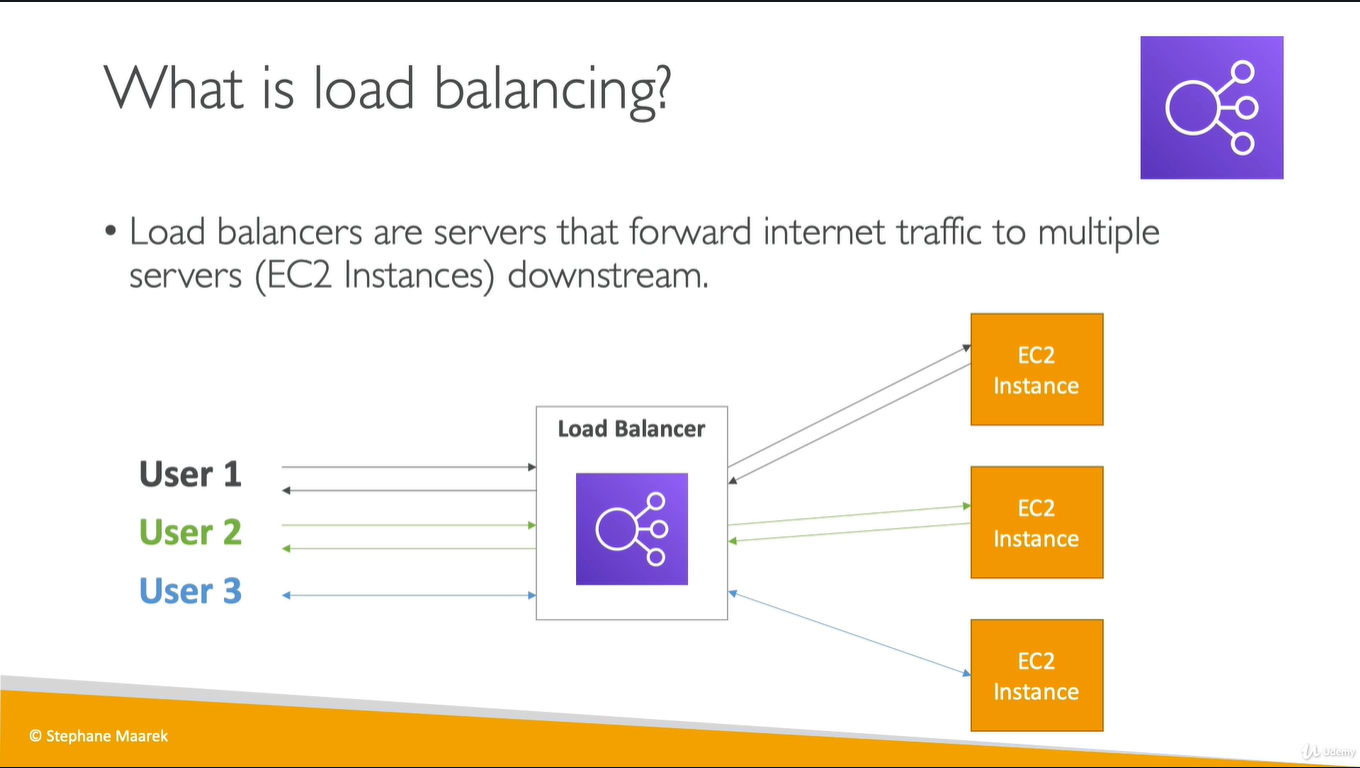 What is load balancing?
• Load balancers are servers that forward internet traffic to multiple
servers (EC2 Instances) downstream.
Load Balancer
User 1
User 2
User 3
EC2
Instance
EC2
Instance
EC2
Instance
© Stephane Maarek
Udemy